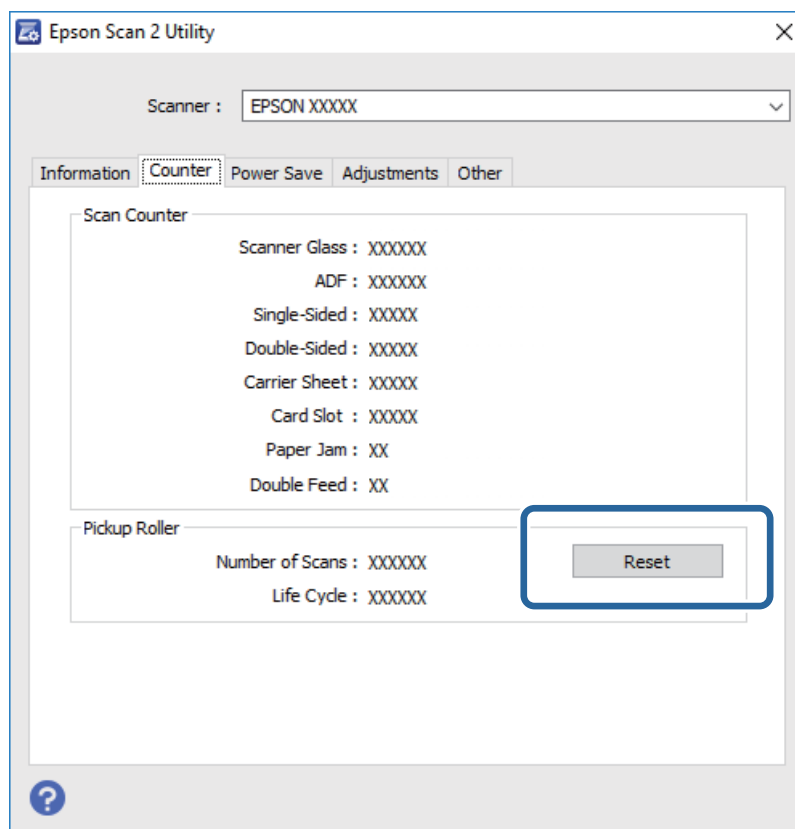 Epson Scan 2 Utility
Scanner : EPSON XXXXX
Information Counter Power Save Adjustments Other
Scan Counter
Scanner Glass : XXXXXX
ADF : XXXXXX
Single-Sided : XXXXX
Double-Sided : XXXXX
Carrier Sheet : XXXXX
Card Slot : XXXXX
Paper Jam : XX
Double Feed : XX
Pickup Roller
Number of Scans : XXXXXX Reset
Life Cycle : XXXXXX
?